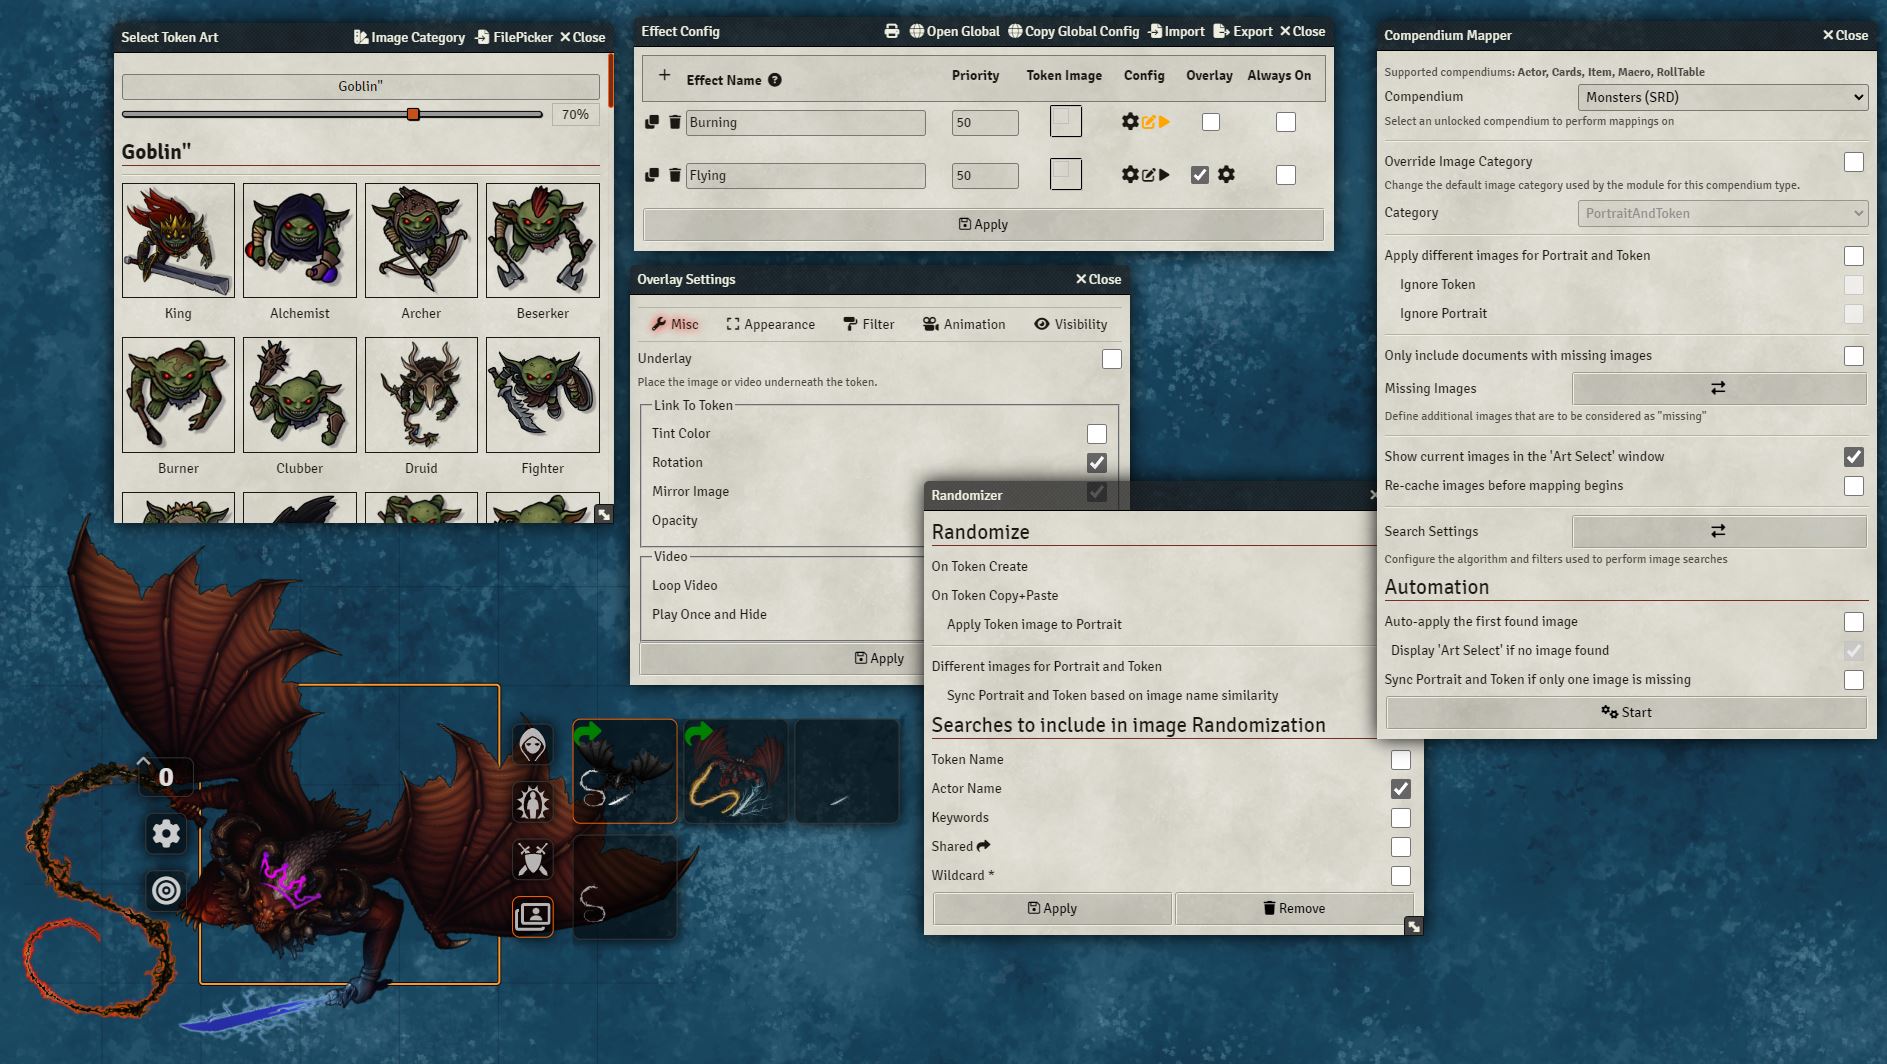 Select Token Art
Image Category
FilePicker
Close
Goblin"
70%
Goblin"
King
Alchemist
Archer
Beserker
Burner
Clubber
Druid
Fighter
Effect Config
Open Global
Copy Global Config
Import
Export
Close
+ Effect Name ?
Priority
Token Image
Config
Overlay
Always On
Burning
50
Flying
50
Apply
Overlay Settings
Close
Misc
Appearance
Filter
Animation
Visibility
Underlay
Place the image or video underneath the token.
Link To Token
Tint Color
Rotation
Mirror Image
Opacity
Video
Loop Video
Play Once and Hide
Apply
Randomizer
Randomize
On Token Create
On Token Copy+Paste
Apply Token image to Portrait
Different images for Portrait and Token
Sync Portrait and Token based on image name similarity
Searches to include in image Randomization
Token Name
Actor Name
Keywords
Shared
Wildcard *
Apply
Remove
Compendium Mapper
Close
Supported compendiums: Actor, Cards, Item, Macro, RollTable
Compendium
Monsters (SRD)
Select an unlocked compendium to perform mappings on
Override Image Category
Change the default image category used by the module for this compendium type.
Category
PortraitAndToken
Apply different images for Portrait and Token
Ignore Token
Ignore Portrait
Only include documents with missing images
Missing Images
Define additional images that are to be considered as "missing"
Show current images in the 'Art Select' window
Re-cache images before mapping begins
Search Settings
Configure the algorithm and filters used to perform image searches
Automation
Auto-apply the first found image
Display 'Art Select' if no image found
Sync Portrait and Token if only one image is missing
Start
0